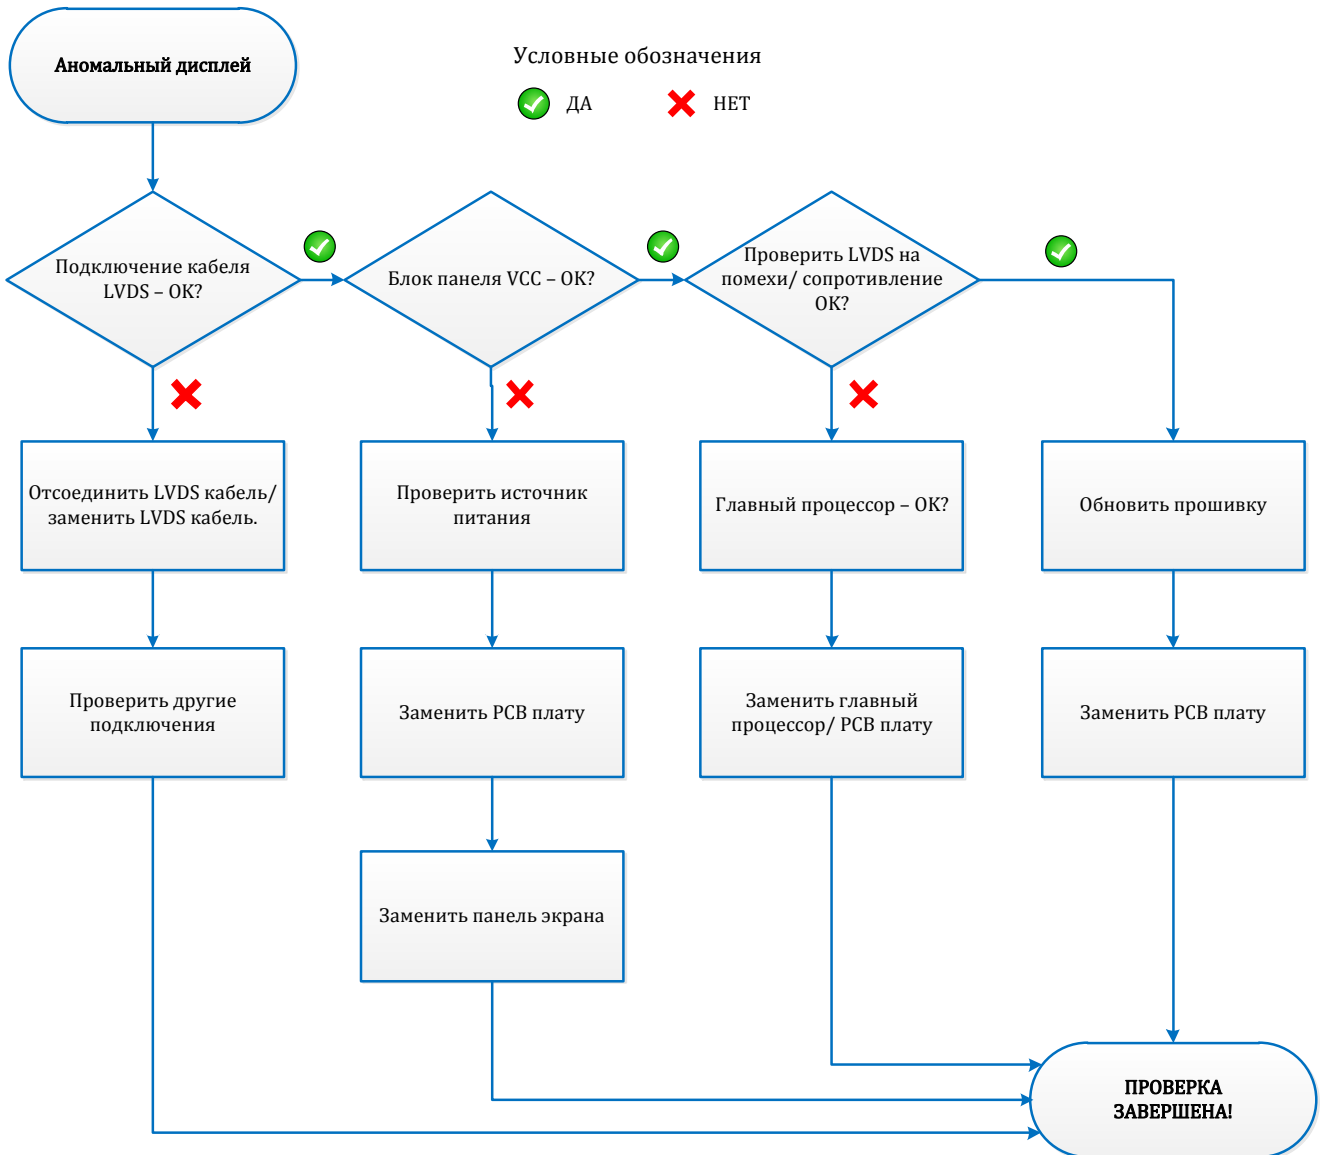 Аномальный дисплей
Условные обозначения
ДА
НЕТ
Подключение кабеля
LVDS – OK?
Блок панеля VCC – OK?
Проверить LVDS на
помехи/ сопротивление
OK?
Отсоединить LVDS кабель/
заменить LVDS кабель.
Проверить источник
питания
Главный процессор – OK?
Обновить прошивку
Проверить другие
подключения
Заменить PCB плату
Заменить главный
процессор/ PCB плату
Заменить PCB плату
Заменить панель экрана
ПРОВЕРКА
ЗАВЕРШЕНА!